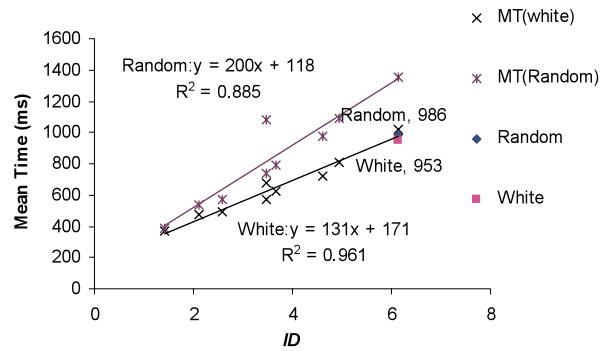 MT(white)
MT(Random)
Random
White
Mean Time (ms)
1600
1400
1200
1000
800
600
400
200
0
Random:y = 200x + 118
R² = 0.885
Random, 986
White, 953
White:y = 131x + 171
R² = 0.961
0 2 4 6 8
ID